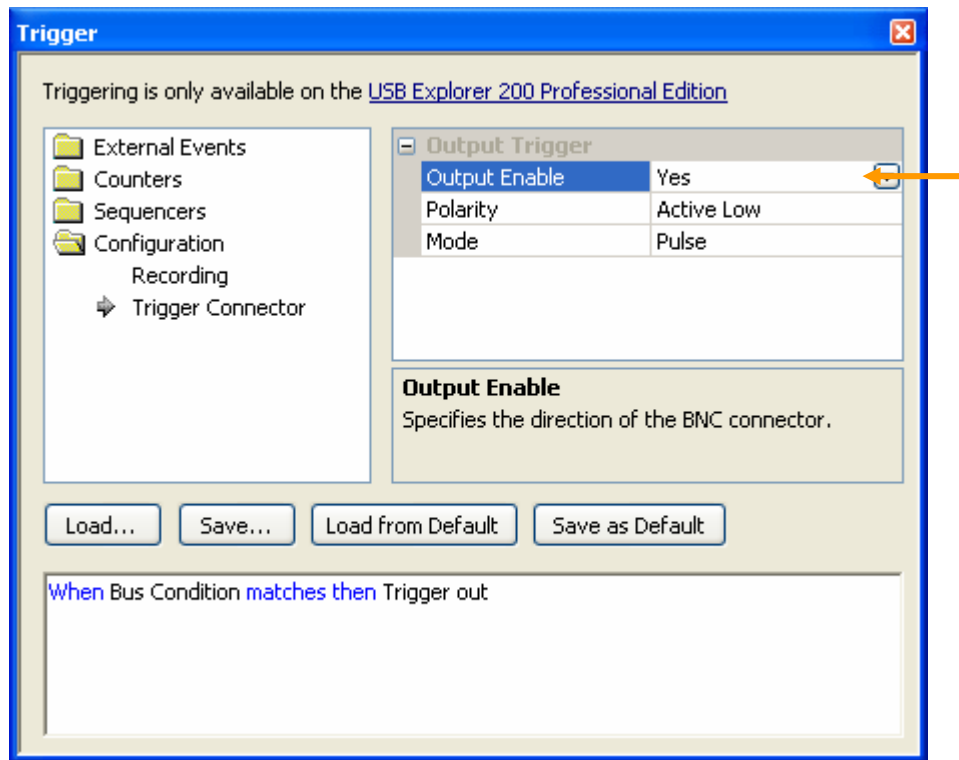 Trigger
Triggering is only available on the USB Explorer 200 Professional Edition
External Events
Counters
Sequencers
Configuration
Recording
Trigger Connector
Output Trigger
Output Enable Yes
Polarity Active Low
Mode Pulse
Output Enable
Specifies the direction of the BNC connector.
Load... Save... Load from Default Save as Default
When Bus Condition matches then Trigger out